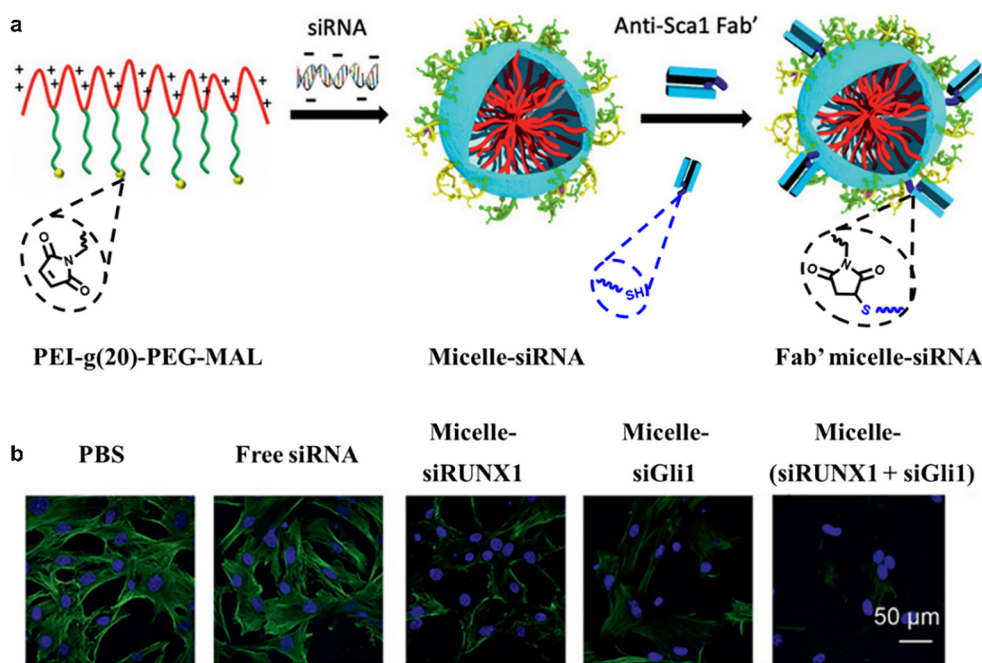 a
siRNA
Anti-Sca1 Fab'
N
O
O
SH
N
O
O
S
PEI-g(20)-PEG-MAL
Micelle-siRNA
Fab' micelle-siRNA
b
PBS
Free siRNA
Micelle-
siRUNX1
Micelle-
siGli1
Micelle-
(siRUNX1 + siGli1)
50 μm